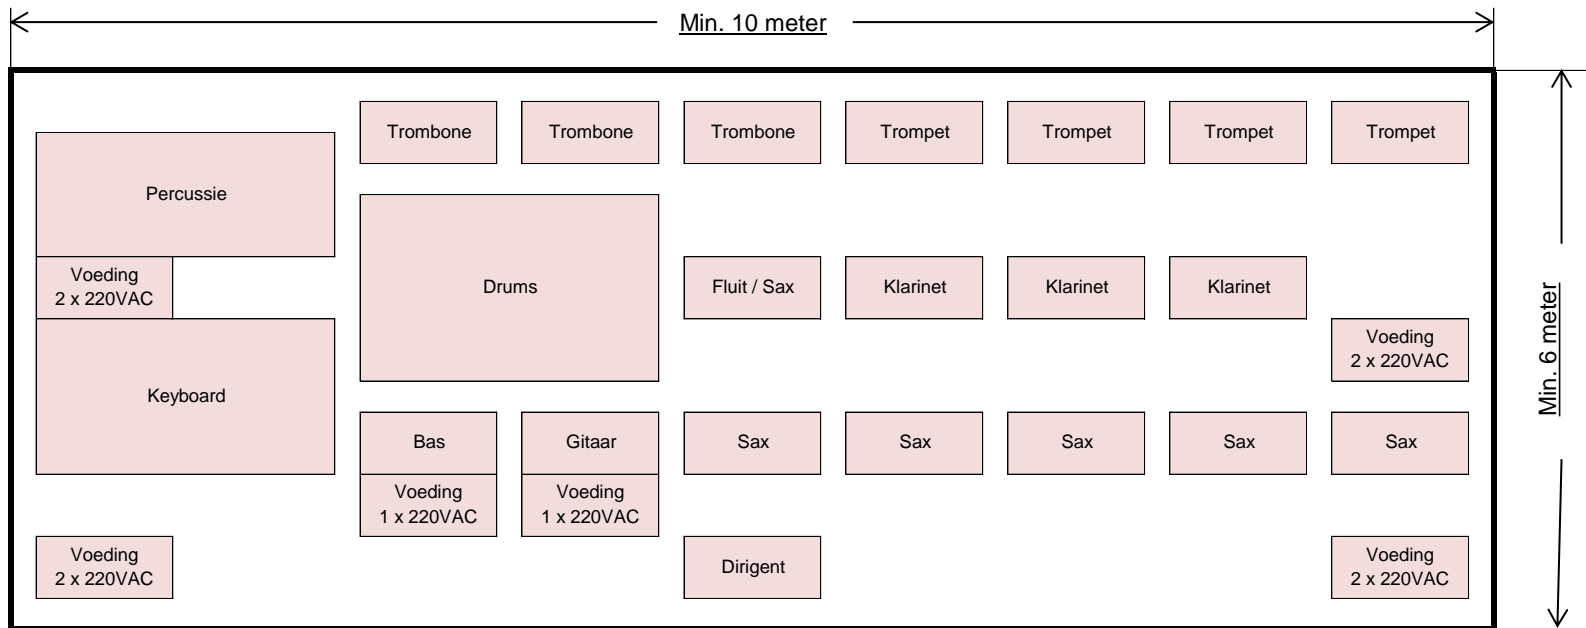 Min. 10 meter
Trombone
Trombone
Trombone
Trompet
Trompet
Trompet
Trompet
Percussie
Voeding
2 x 220VAC
Drums
Fluit / Sax
Klarinet
Klarinet
Klarinet
Voeding
2 x 220VAC
Min. 6 meter
Keyboard
Bas
Gitaar
Sax
Sax
Sax
Sax
Sax
Voeding
1 x 220VAC
Voeding
1 x 220VAC
Voeding
2 x 220VAC
Dirigent
Voeding
2 x 220VAC